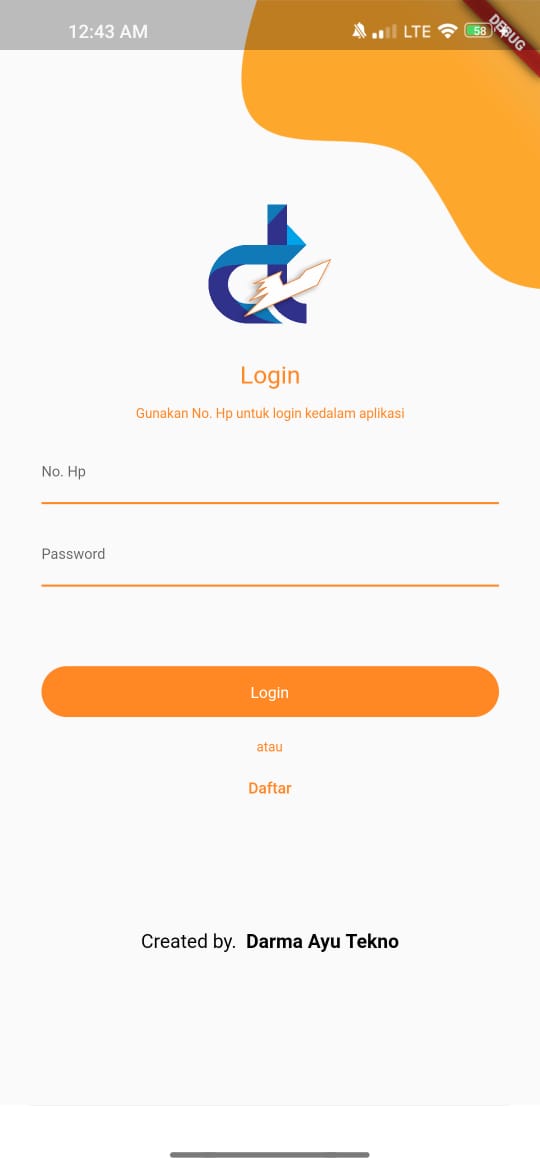 12:43 AM LTE 58
DEBUG
Login
Gunakan No. Hp untuk login kedalam aplikasi
No. Hp
Password
Login
atau
Daftar
Created by. Darma Ayu Tekno